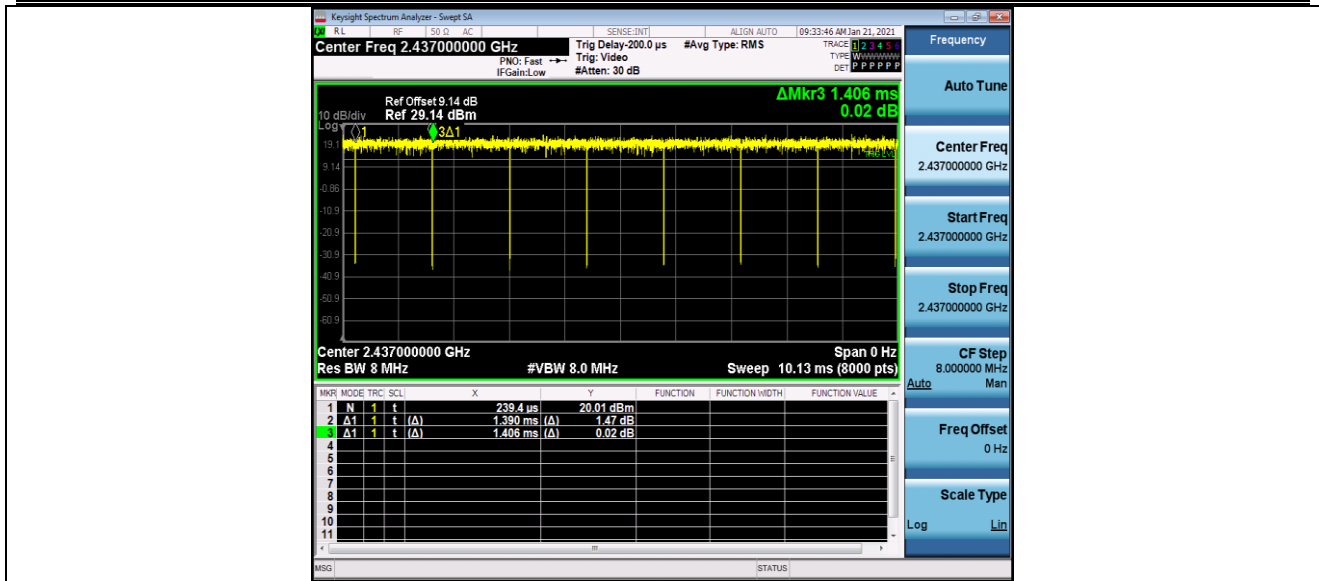 Keysight Spectrum Analyzer - Swept SA
RL RF 50 Ω AC SENSE:INT ALIGN AUTO 09:33:46 AM Jan 21, 2021
Center Freq 2.437000000 GHz Trig Delay-200.0 µs #Avg Type: RMS TRACE 1 2 3 4 5 6
PNO: Fast Trig: Video TYPE WWWWWW
IFGain:Low #Atten: 30 dB DET P P P P P P
ΔMkr3 1.406 ms
0.02 dB
Ref Offset 9.14 dB
10 dB/div Ref 29.14 dBm
Log
1 3Δ1
19.1
TRIG LVL
9.14
-0.86
-10.9
-20.9
-30.9
-40.9
-50.9
-60.9
Center 2.437000000 GHz Span 0 Hz
Res BW 8 MHz #VBW 8.0 MHz Sweep 10.13 ms (8000 pts)
MKR MODE TRC SCL X Y FUNCTION FUNCTION WIDTH FUNCTION VALUE
1 N 1 t 239.4 µs 20.01 dBm
2 Δ1 1 t (Δ) 1.390 ms (Δ) 1.47 dB
3 Δ1 1 t (Δ) 1.406 ms (Δ) 0.02 dB
4
5
6
7
8
9
10
11
MSG STATUS
Frequency
Auto Tune
Center Freq
2.437000000 GHz
Start Freq
2.437000000 GHz
Stop Freq
2.437000000 GHz
CF Step
8.000000 MHz
Auto Man
Freq Offset
0 Hz
Scale Type
Log Lin